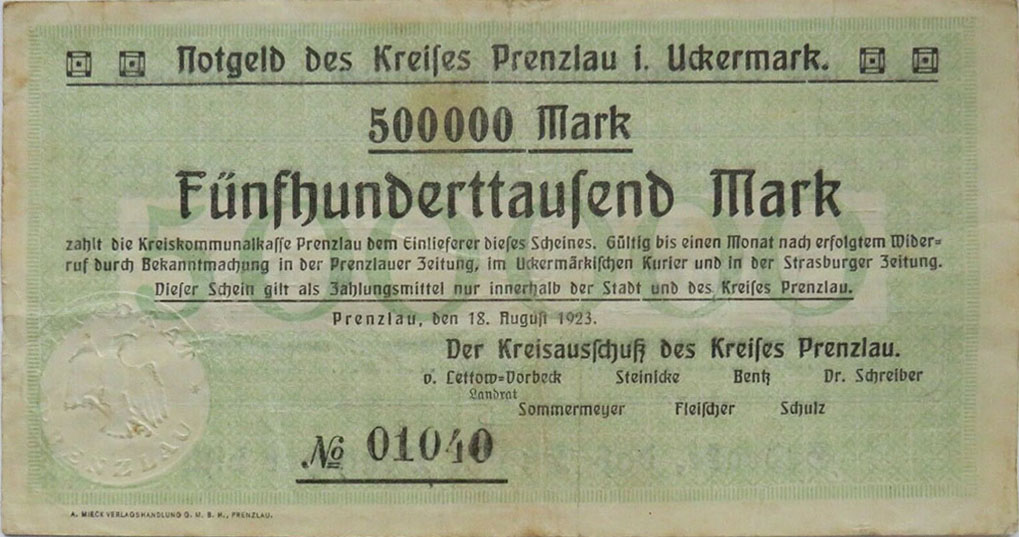 Notgeld des Kreiſes Prenzlau i. Uckermark.
500000 Mark
Fünfhunderttauſend Mark
zahlt die Kreiskommunalkaſſe Prenzlau dem Einlieferer dieſes Scheines. Gültig bis einen Monat nach erfolgtem Wider=
ruf durch Bekanntmachung in der Prenzlauer Zeitung, im Uckermärkiſchen Kurier und in der Strasburger Zeitung.
Dieſer Schein gilt als Zahlungsmittel nur innerhalb der Stadt und des Kreiſes Prenzlau.
500000
Prenzlau, den 18. Auguſt 1923.
Der Kreisausſchuß des Kreiſes Prenzlau.
v. Lettow=Vorbeck Steinicke Bentz Dr. Schreiber
Landrat
Sommermeyer Fleiſcher Schulz
№ 01040
PRENZLAU
A. MIECK VERLAGSHANDLUNG G. M. B. H., PRENZLAU.